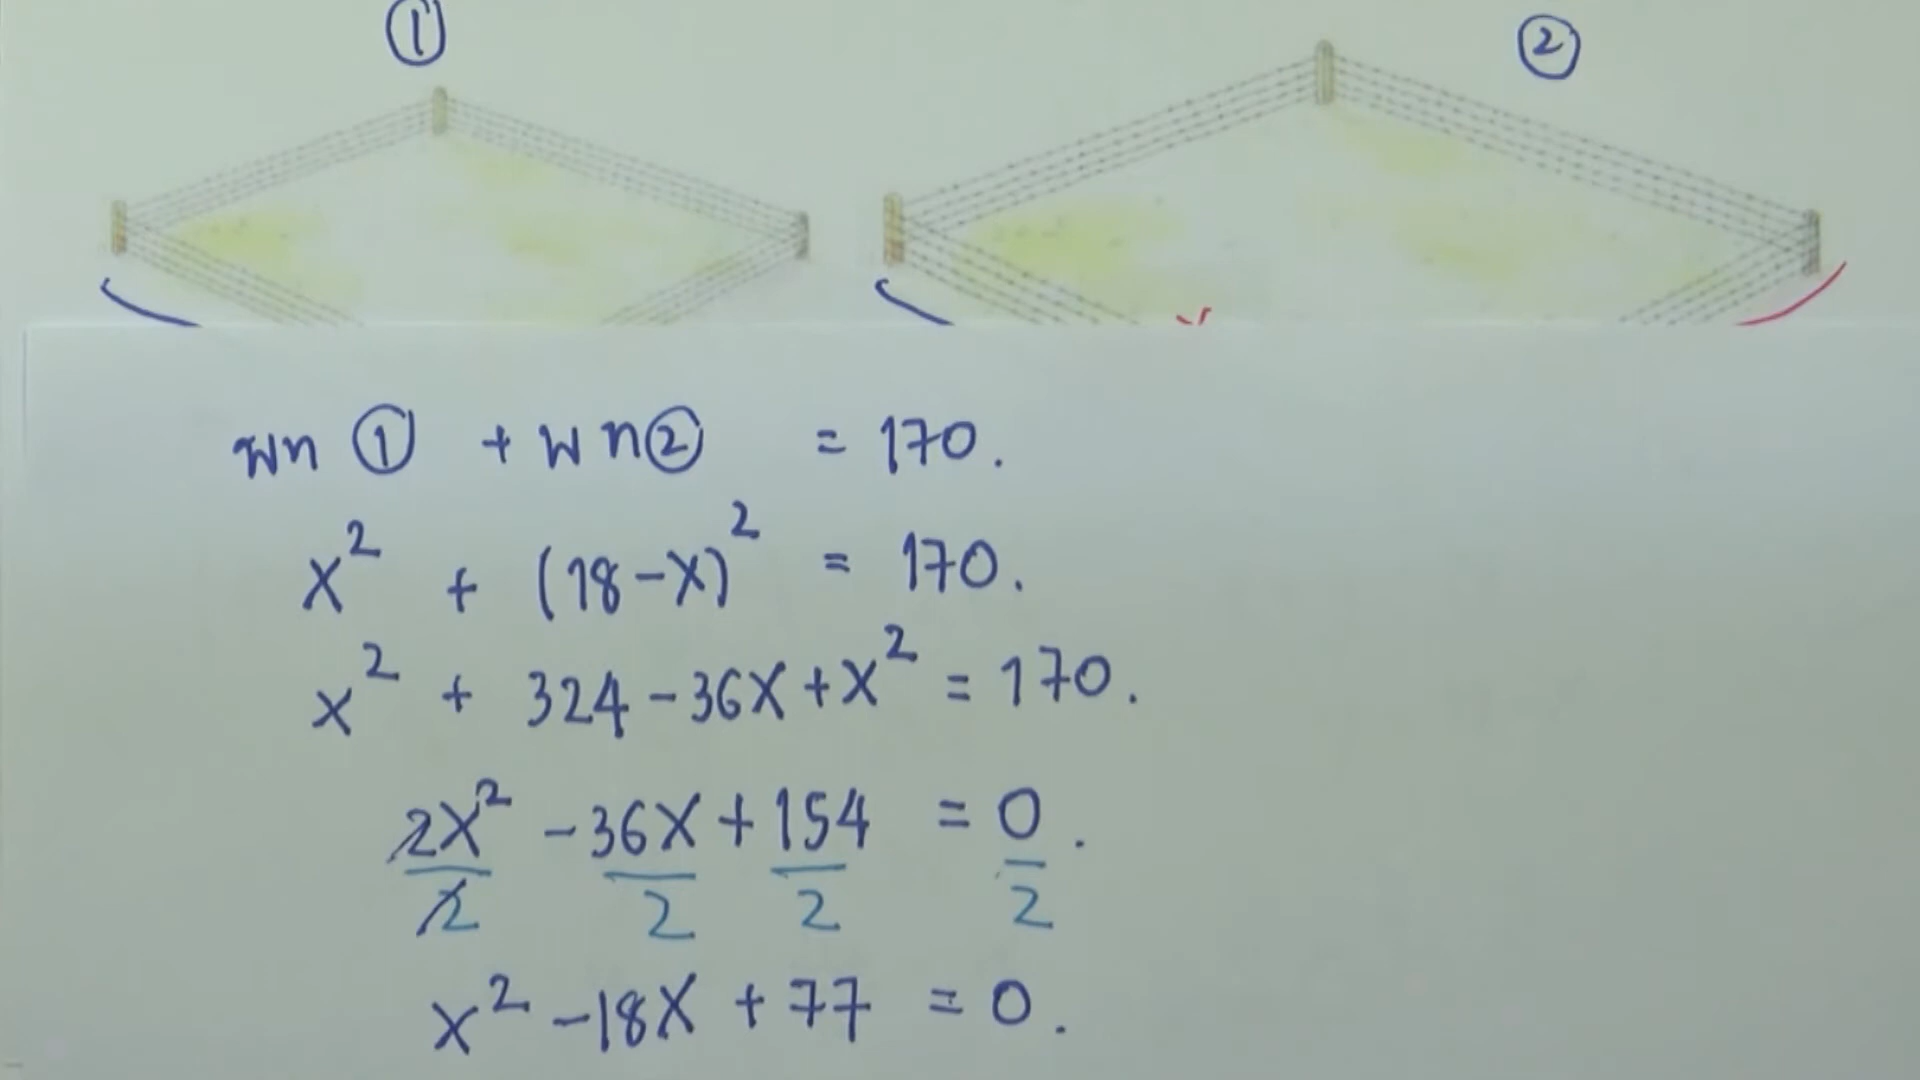 ① ②
พท ① + พท② = 170.
x² + (18-x)² = 170.
x² + 324 - 36x + x² = 170.
2x²/2 - 36x/2 + 154/2 = 0/2.
x² - 18x + 77 = 0.